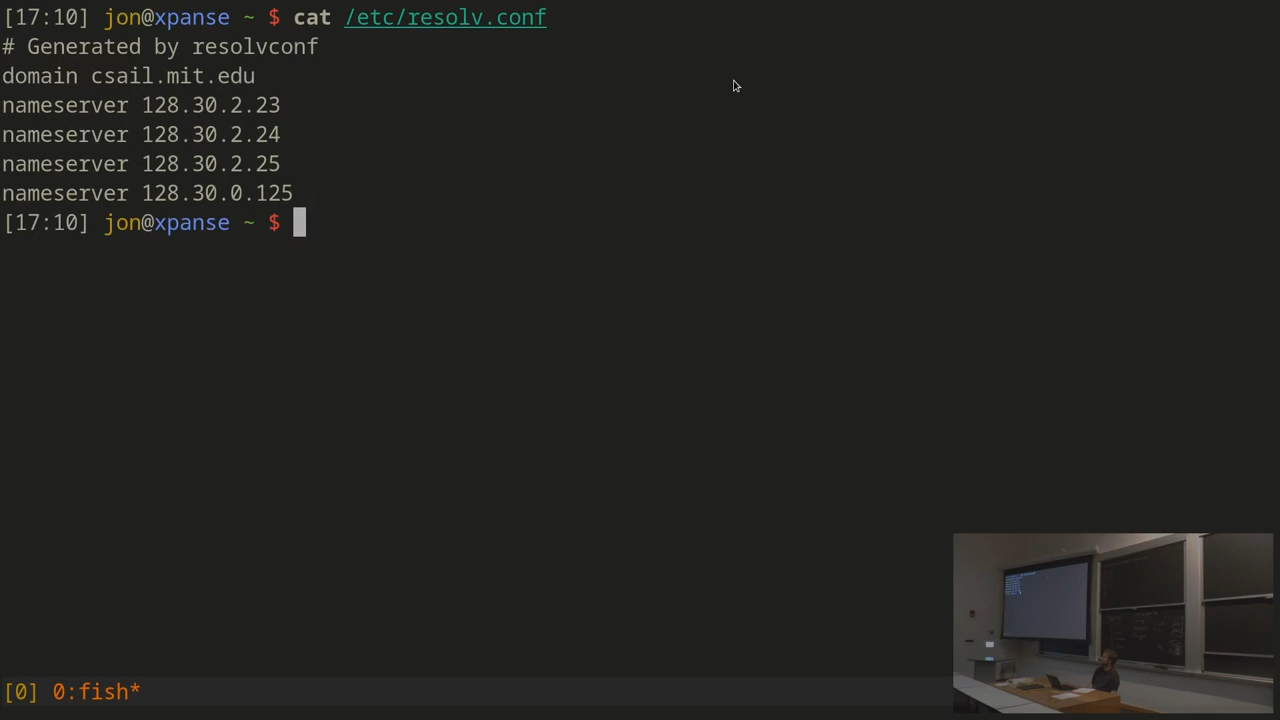 [17:10] jon@xpanse ~ $ cat /etc/resolv.conf
# Generated by resolvconf
domain csail.mit.edu
nameserver 128.30.2.23
nameserver 128.30.2.24
nameserver 128.30.2.25
nameserver 128.30.0.125
[17:10] jon@xpanse ~ $
[0] 0:fish*